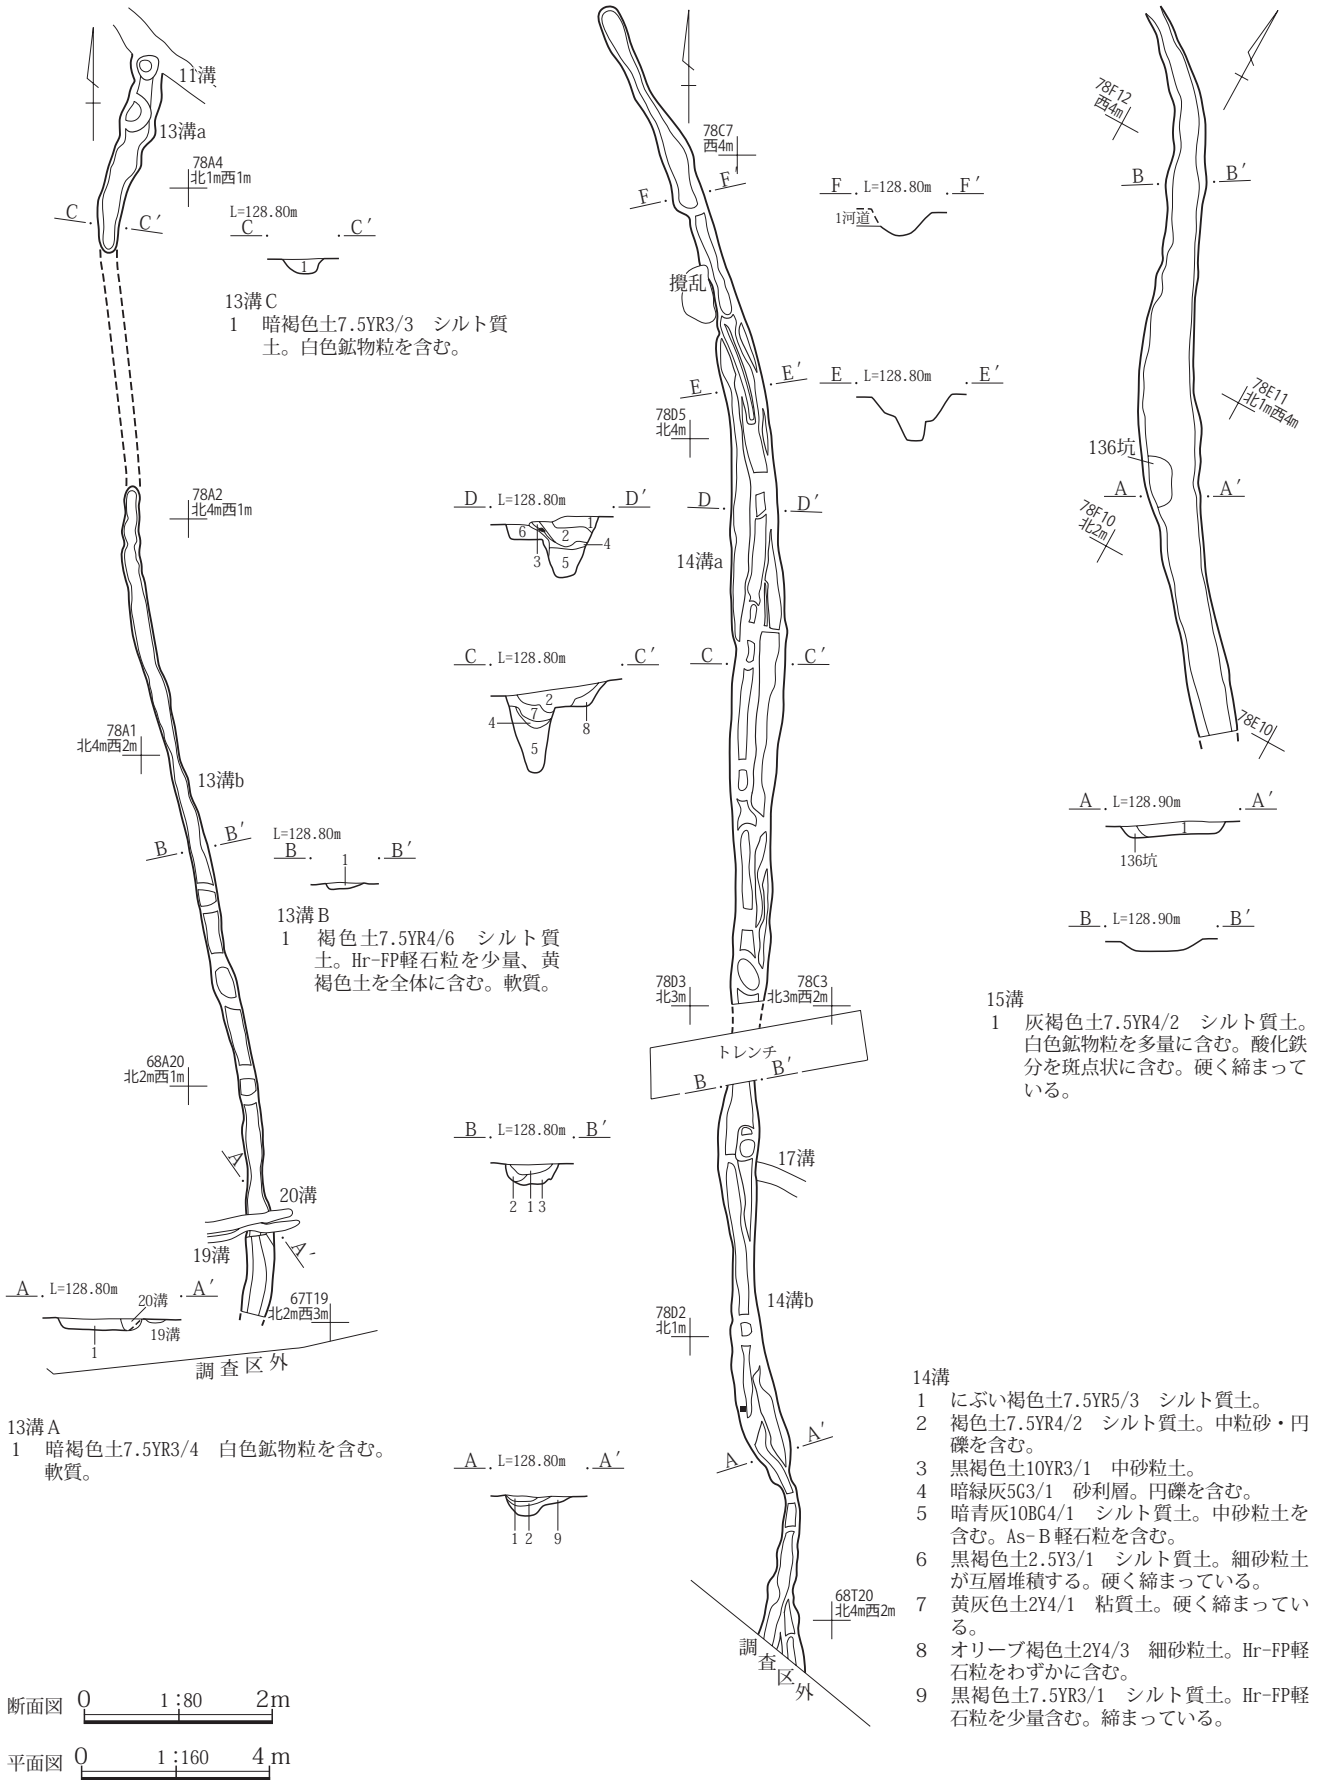 11溝
13溝a
78A4
北1m西1m
C C′
L=128.80m
C C′
1
13溝C
1 暗褐色土7.5YR3/3 シルト質
土。白色鉱物粒を含む。
78A2
北4m西1m
78A1
北4m西2m
13溝b
B B′
L=128.80m
B B′
1
13溝B
1 褐色土7.5YR4/6 シルト質
土。Hr-FP軽石粒を少量、黄
褐色土を全体に含む。軟質。
68A20
北2m西1m
A
20溝
19溝
A′
A L=128.80m A′
20溝
19溝
1
67T19
北2m西3m
調査区外
13溝A
1 暗褐色土7.5YR3/4 白色鉱物粒を含む。
軟質。
断面図 0 1:80 2m
平面図 0 1:160 4m
78C7
西4m
F F′
F L=128.80m F′
1河道
攪乱
E E′
E L=128.80m E′
78D5
北4m
D L=128.80m D′
1
6 2
3 4
5
D D′
14溝a
C L=128.80m C′
2
7
4 8
5
C C′
78D3
北3m
78C3
北3m西2m
トレンチ
B B′
B L=128.80m B′
2 1 3
17溝
14溝b
78D2
北1m
A A′
A L=128.80m A′
1 2 9
68T20
北4m西2m
調査区外
78F12
西4m
B B′
78E11
北1m西4m
136坑
A A′
78F10
北2m
78E10
A L=128.90m A′
1
136坑
B L=128.90m B′
15溝
1 灰褐色土7.5YR4/2 シルト質土。
白色鉱物粒を多量に含む。酸化鉄
分を斑点状に含む。硬く締まって
いる。
14溝
1 にぶい褐色土7.5YR5/3 シルト質土。
2 褐色土7.5YR4/2 シルト質土。中粒砂・円
礫を含む。
3 黒褐色土10YR3/1 中砂粒土。
4 暗緑灰5G3/1 砂利層。円礫を含む。
5 暗青灰10BG4/1 シルト質土。中砂粒土を
含む。As-B軽石粒を含む。
6 黒褐色土2.5Y3/1 シルト質土。細砂粒土
が互層堆積する。硬く締まっている。
7 黄灰色土2Y4/1 粘質土。硬く締まってい
る。
8 オリーブ褐色土2Y4/3 細砂粒土。Hr-FP軽
石粒をわずかに含む。
9 黒褐色土7.5YR3/1 シルト質土。Hr-FP軽
石粒を少量含む。締まっている。